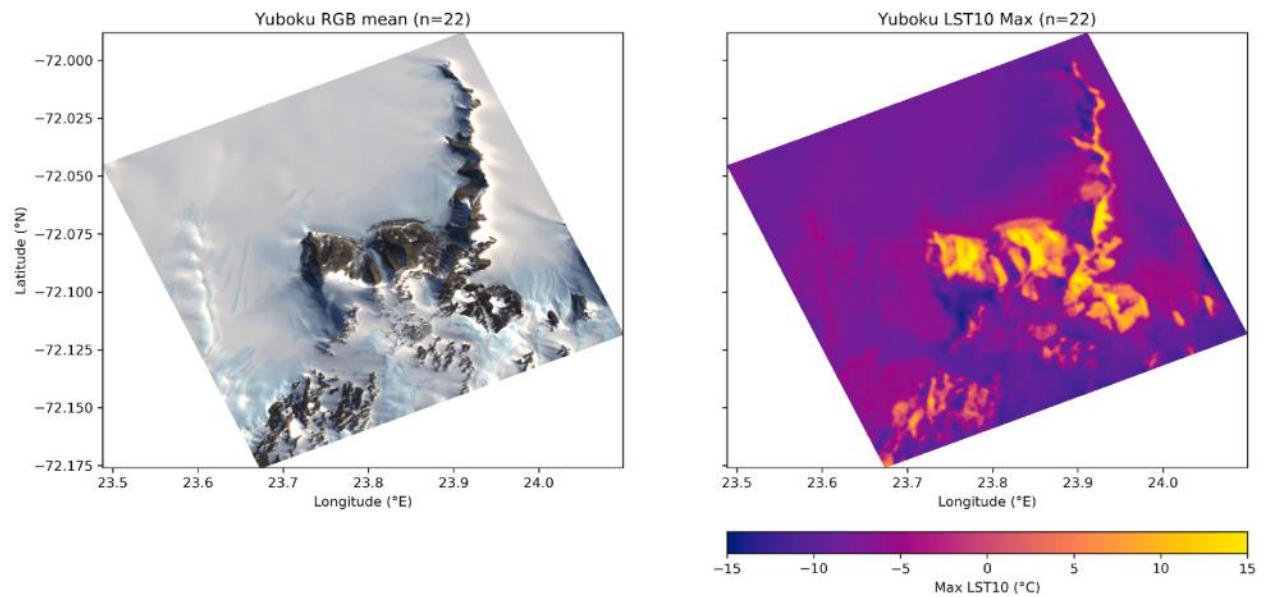 Yuboku RGB mean (n=22)
Yuboku LST10 Max (n=22)
−72.000
−72.025
−72.050
−72.075
−72.100
−72.125
−72.150
−72.175
Latitude (°N)
23.5 23.6 23.7 23.8 23.9 24.0
Longitude (°E)
23.5 23.6 23.7 23.8 23.9 24.0
Longitude (°E)
−15 −10 −5 0 5 10 15
Max LST10 (°C)